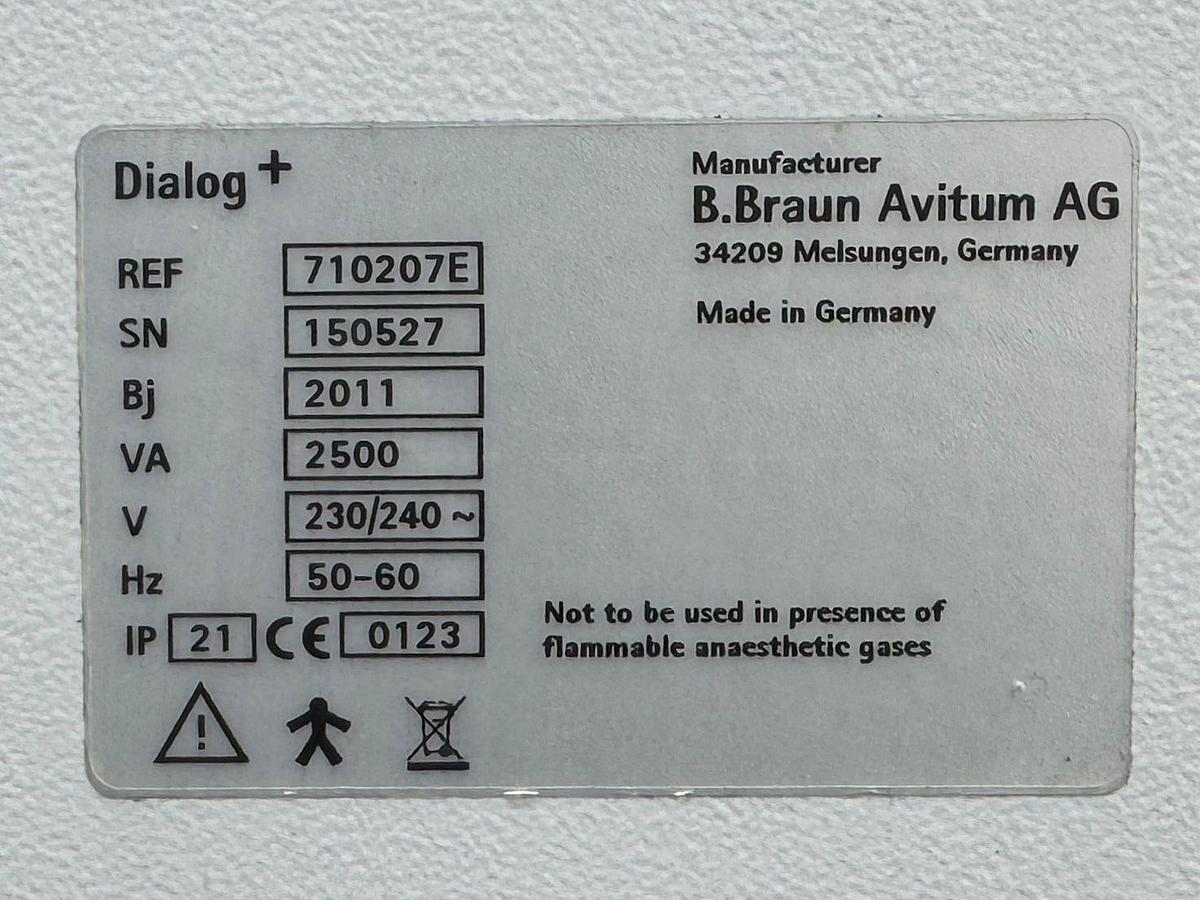 Dialog +
REF 710207E
SN 150527
Bj 2011
VA 2500
V 230/240 ~
Hz 50-60
IP 21 CE 0123
!
Manufacturer
B.Braun Avitum AG
34209 Melsungen, Germany
Made in Germany
Not to be used in presence of
flammable anaesthetic gases